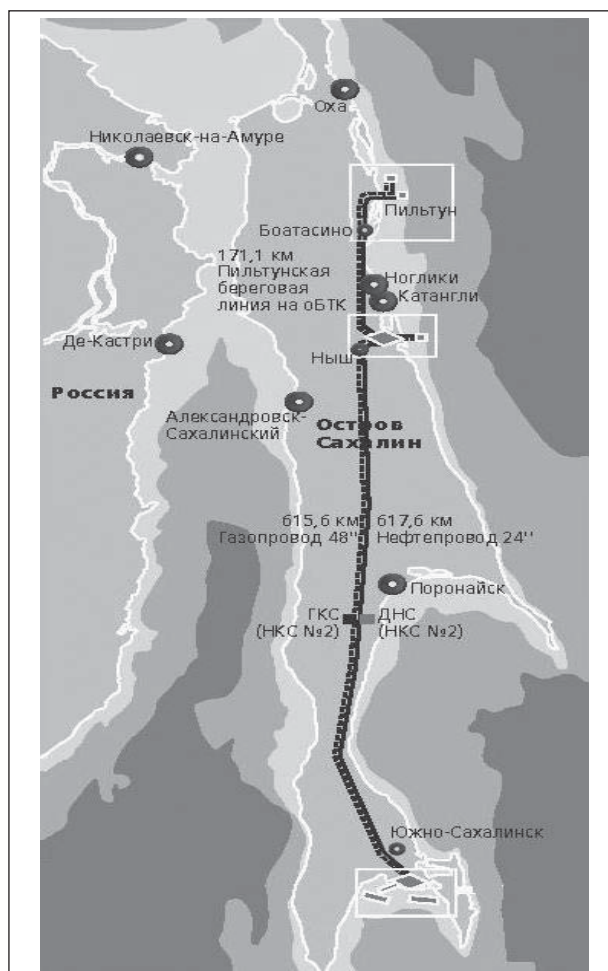 Оха
Николаевск-на-Амуре
Пильтун
Боатасино
171,1 км
Пильтунская
береговая
линия на оБТК
Ноглики
Катангли
Де-Кастри
Ныш
Россия
Александровск-
Сахалинский
Остров
Сахалин
615,6 км
Газопровод 48''
617,6 км
Нефтепровод 24''
Поронайск
ГКС
(НКС №2)
ДНС
(НКС №2)
Южно-Сахалинск